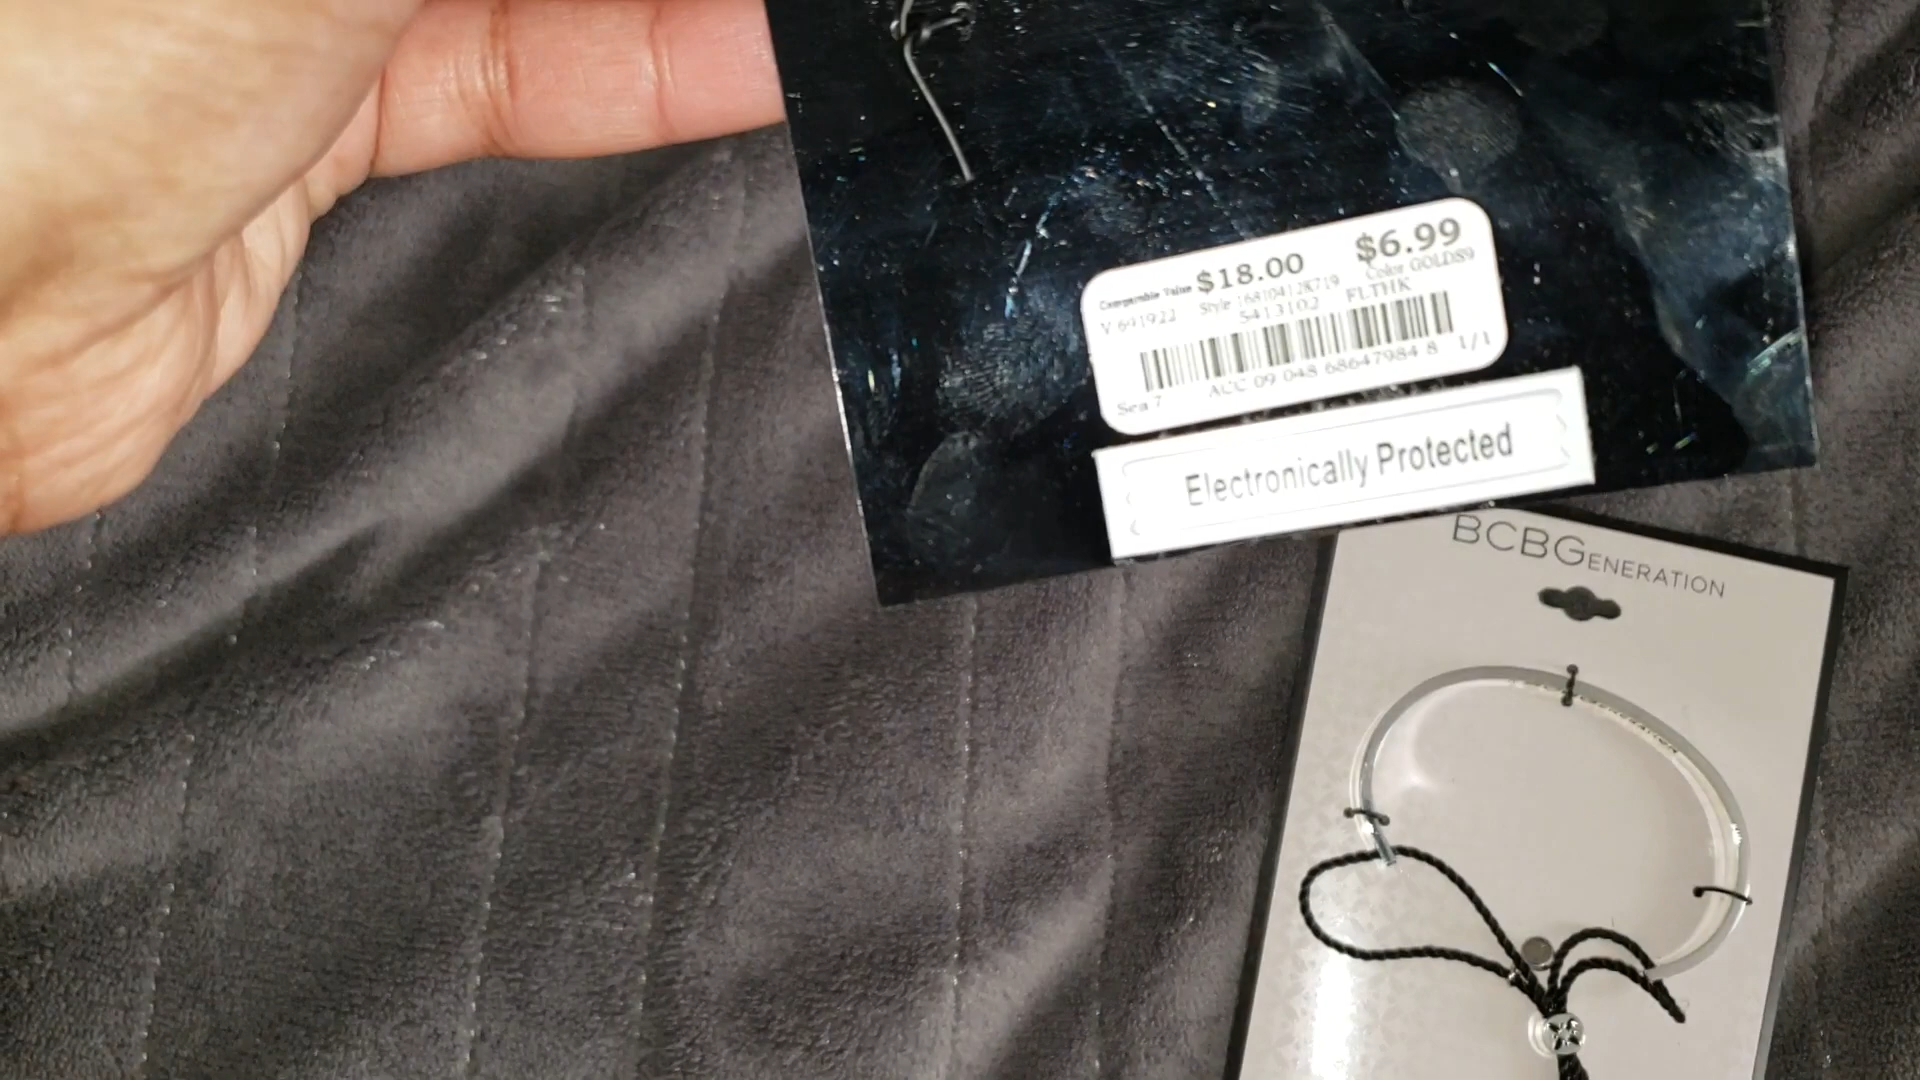 Comparable Value $18.00 $6.99
V 691922 Style 168104128719 Color GOLD89
5413102 FLTHK
ACC 09 048 68647984 8 1/1
Sea 7
Electronically Protected
BCBGENERATION